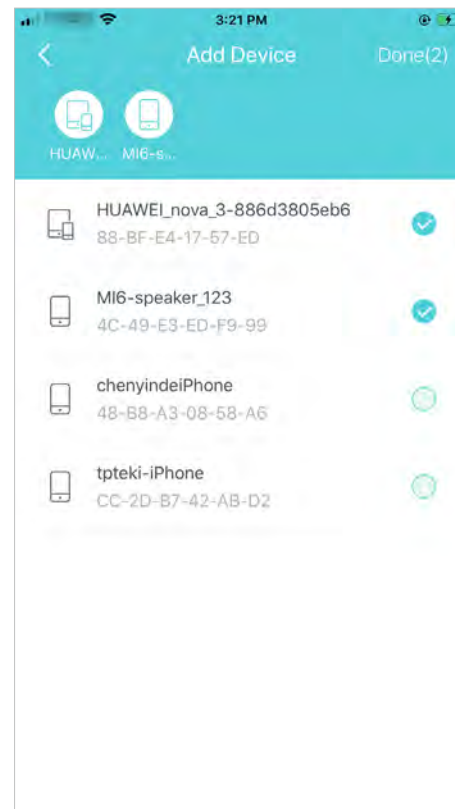 3:21 PM
Add Device
Done(2)
HUAW...
MI6-s...
HUAWEI_nova_3-886d3805eb6
88-BF-E4-17-57-ED
MI6-speaker_123
4C-49-E3-ED-F9-99
chenyindeiPhone
48-B8-A3-08-58-A6
tpteki-iPhone
CC-2D-B7-42-AB-D2